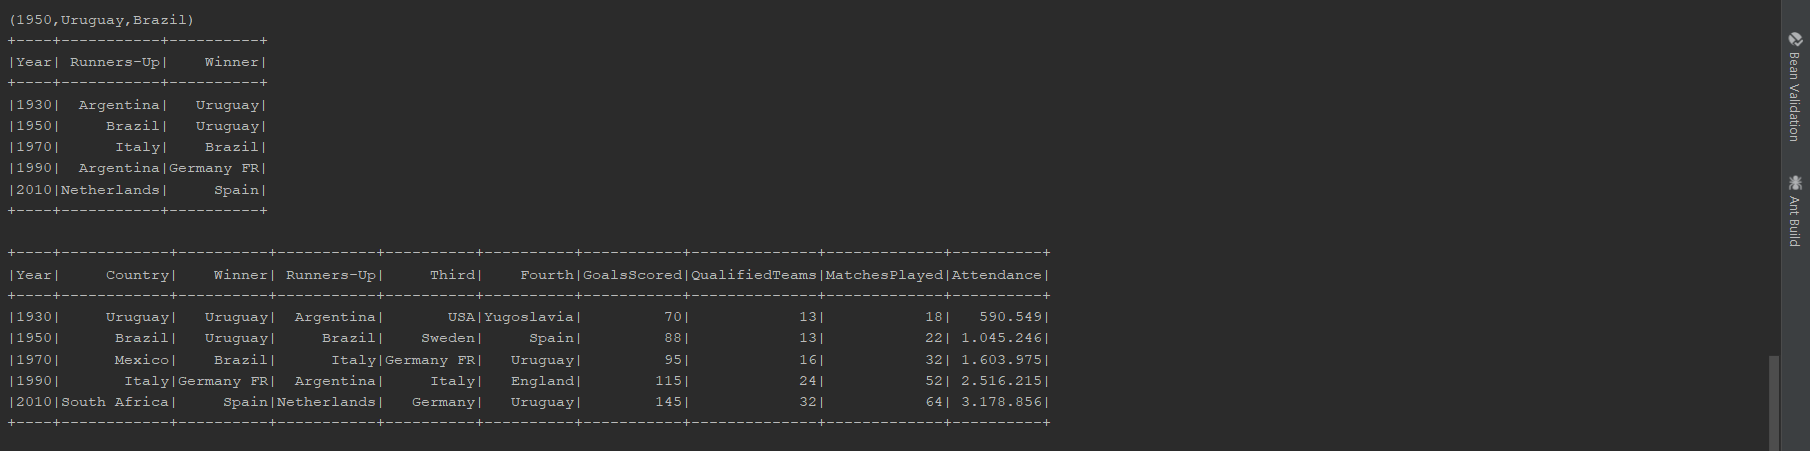 (1950,Uruguay,Brazil)
+----+-----------+----------+
|Year| Runners-Up|    Winner|
+----+-----------+----------+
|1930|  Argentina|   Uruguay|
|1950|     Brazil|   Uruguay|
|1970|      Italy|    Brazil|
|1990|  Argentina|Germany FR|
|2010|Netherlands|     Spain|
+----+-----------+----------+
+----+------------+----------+-----------+----------+----------+-----------+--------------+-------------+----------+
|Year|     Country|    Winner| Runners-Up|     Third|    Fourth|GoalsScored|QualifiedTeams|MatchesPlayed|Attendance|
+----+------------+----------+-----------+----------+----------+-----------+--------------+-------------+----------+
|1930|     Uruguay|   Uruguay|  Argentina|       USA|Yugoslavia|         70|            13|           18|   590.549|
|1950|      Brazil|   Uruguay|     Brazil|    Sweden|     Spain|         88|            13|           22| 1.045.246|
|1970|      Mexico|    Brazil|      Italy|Germany FR|   Uruguay|         95|            16|           32| 1.603.975|
|1990|       Italy|Germany FR|  Argentina|     Italy|   England|        115|            24|           52| 2.516.215|
|2010|South Africa|     Spain|Netherlands|   Germany|   Uruguay|        145|            32|           64| 3.178.856|
+----+------------+----------+-----------+----------+----------+-----------+--------------+-------------+----------+
Bean Validation
Ant Build